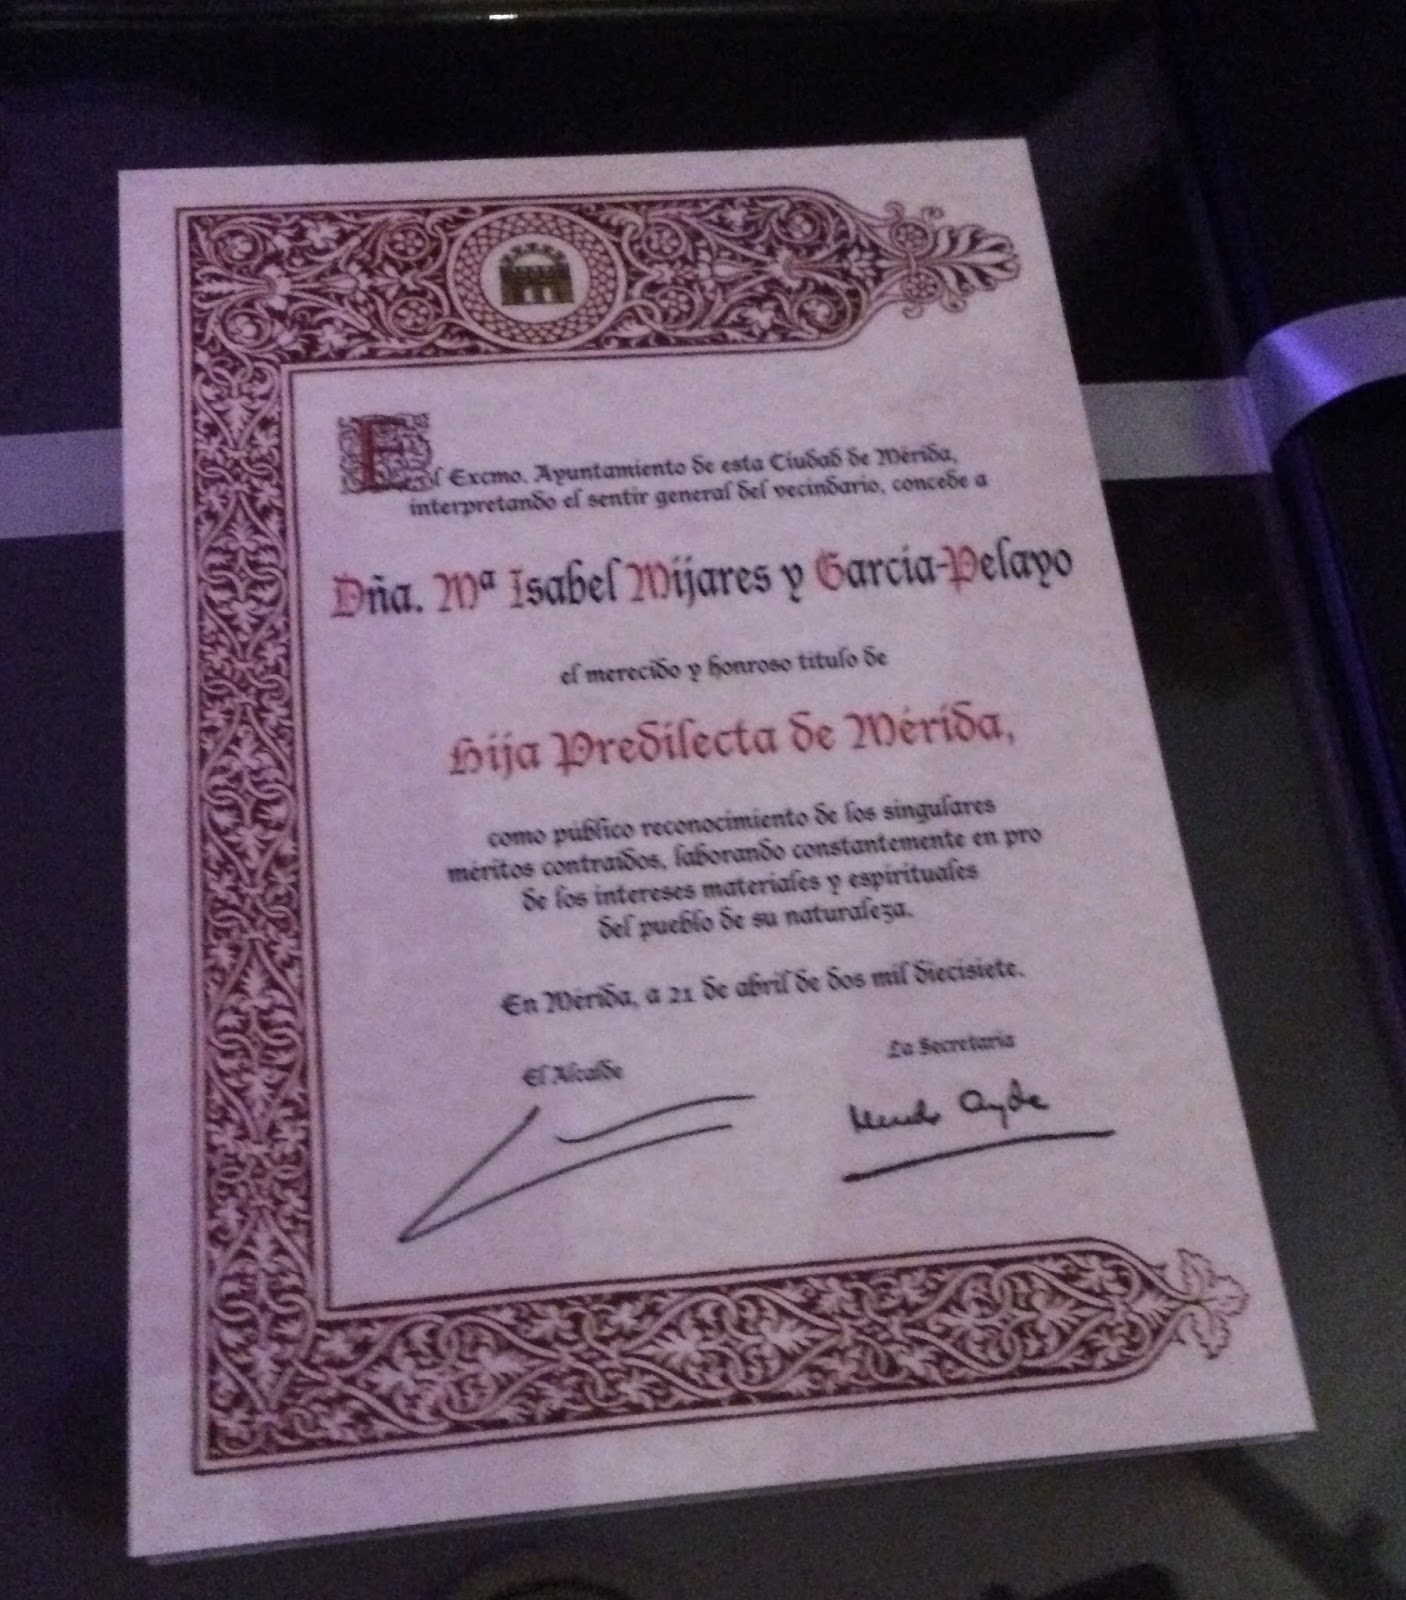 El Excmo. Ayuntamiento de esta Ciudad de Mérida,
interpretando el sentir general del vecindario, concede a
Dña. Mª Isabel Mijares y García-Pelayo
el merecido y honroso título de
Hija Predilecta de Mérida,
como público reconocimiento de los singulares
méritos contraídos, laborando constantemente en pro
de los intereses materiales y espirituales
del pueblo de su naturaleza.
En Mérida, a 21 de abril de dos mil diecisiete.
El Alcalde
La Secretaria